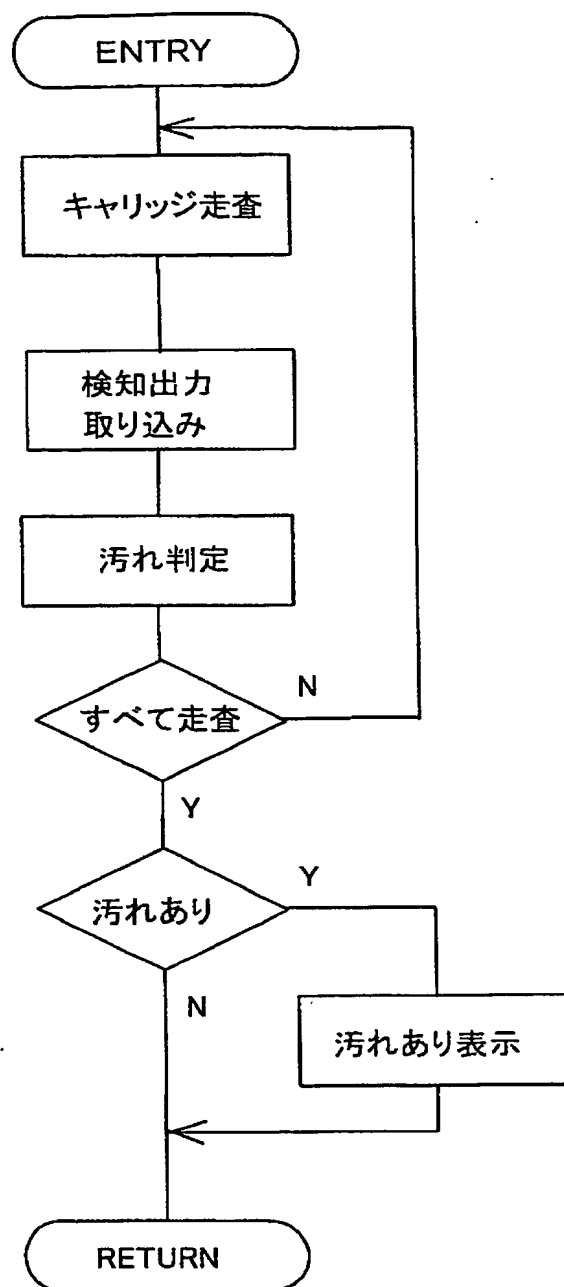 ENTRY
キャリッジ走査
検知出力
取り込み
汚れ判定
すべて走査
N
Y
汚れあり
Y
N
汚れあり表示
RETURN